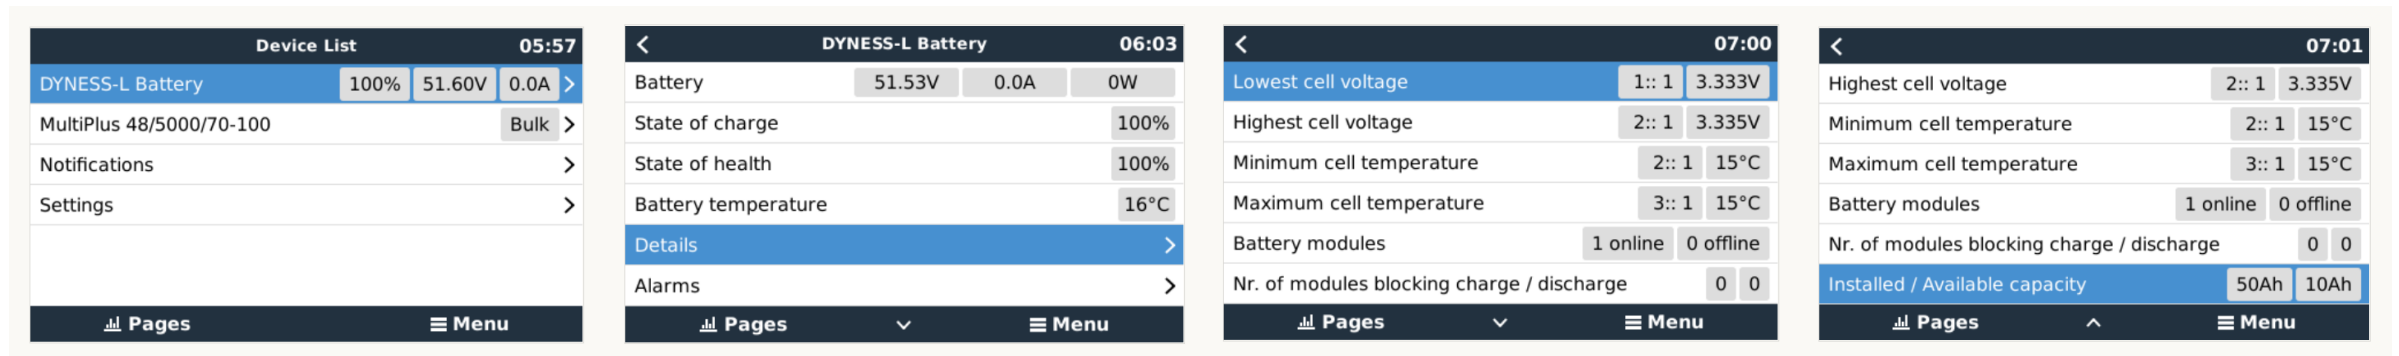 Device List 05:57
DYNESS-L Battery 100% 51.60V 0.0A
MultiPlus 48/5000/70-100 Bulk
Notifications
Settings
Pages Menu
DYNESS-L Battery 06:03
Battery 51.53V 0.0A 0W
State of charge 100%
State of health 100%
Battery temperature 16°C
Details
Alarms
Pages Menu
07:00
Lowest cell voltage 1:: 1 3.333V
Highest cell voltage 2:: 1 3.335V
Minimum cell temperature 2:: 1 15°C
Maximum cell temperature 3:: 1 15°C
Battery modules 1 online 0 offline
Nr. of modules blocking charge / discharge 0 0
Pages Menu
07:01
Highest cell voltage 2:: 1 3.335V
Minimum cell temperature 2:: 1 15°C
Maximum cell temperature 3:: 1 15°C
Battery modules 1 online 0 offline
Nr. of modules blocking charge / discharge 0 0
Installed / Available capacity 50Ah 10Ah
Pages Menu